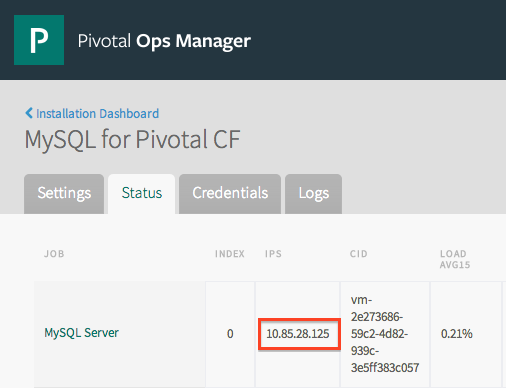 P Pivotal Ops Manager
Installation Dashboard
MySQL for Pivotal CF
Settings Status Credentials Logs
JOB INDEX IPS CID LOAD
AVG15
vm-
2e273686-
MySQL Server 0 10.85.28.125 59c2-4d82- 0.21%
939c-
3e5ff383c057